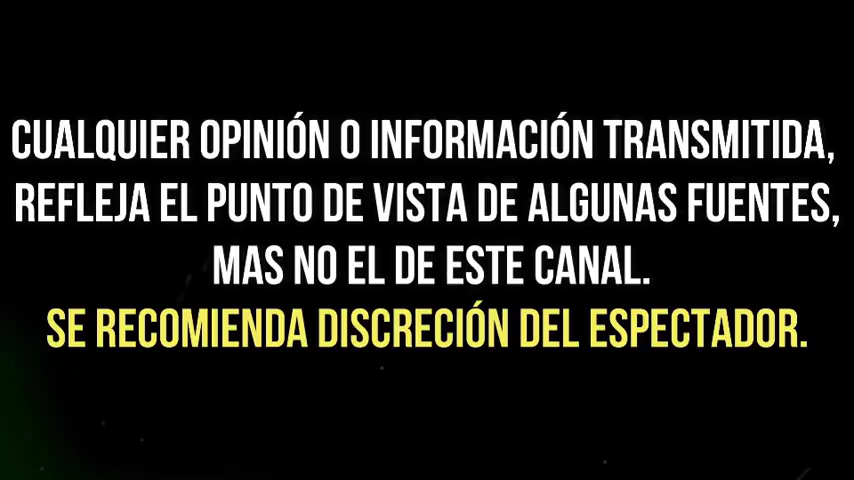 CUALQUIER OPINIÓN O INFORMACIÓN TRANSMITIDA,
REFLEJA EL PUNTO DE VISTA DE ALGUNAS FUENTES,
MAS NO EL DE ESTE CANAL.
SE RECOMIENDA DISCRECIÓN DEL ESPECTADOR.